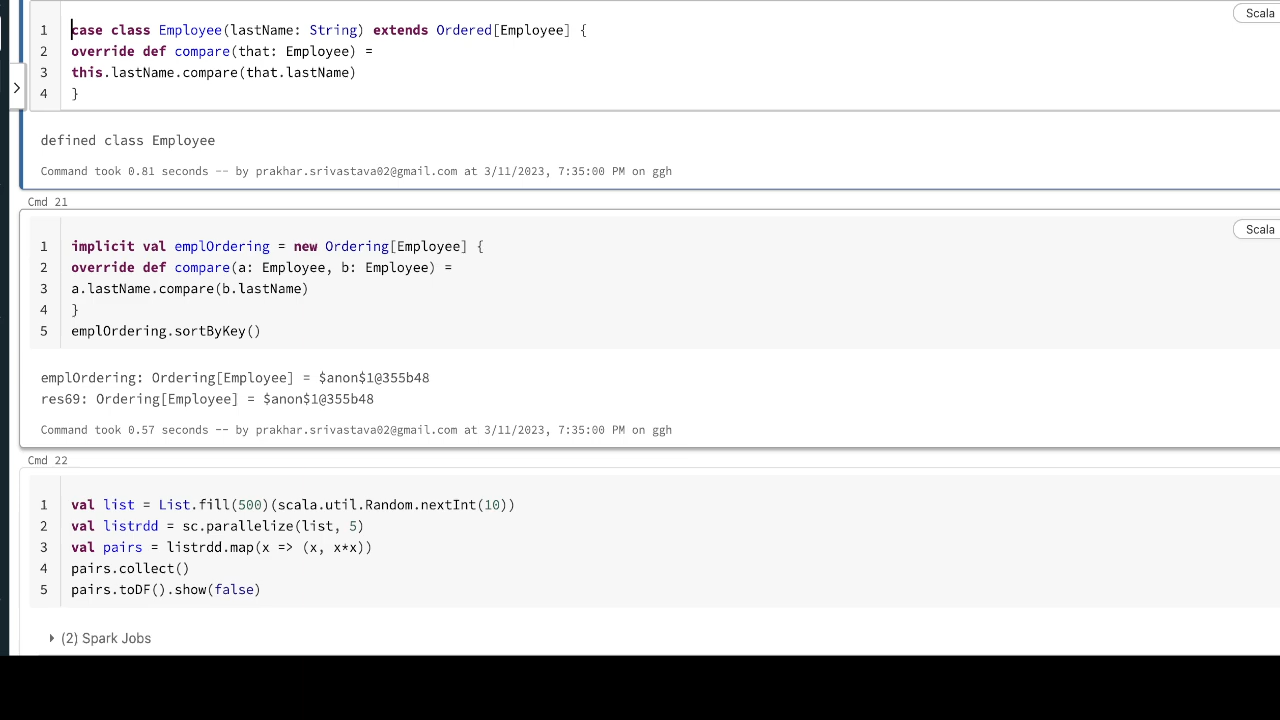 Scala
1 case class Employee(lastName: String) extends Ordered[Employee] {
2 override def compare(that: Employee) =
3 this.lastName.compare(that.lastName)
4 }
defined class Employee
Command took 0.81 seconds -- by prakhar.srivastava02@gmail.com at 3/11/2023, 7:35:00 PM on ggh
Cmd 21
Scala
1 implicit val emplOrdering = new Ordering[Employee] {
2 override def compare(a: Employee, b: Employee) =
3 a.lastName.compare(b.lastName)
4 }
5 emplOrdering.sortByKey()
emplOrdering: Ordering[Employee] = $anon$1@355b48
res69: Ordering[Employee] = $anon$1@355b48
Command took 0.57 seconds -- by prakhar.srivastava02@gmail.com at 3/11/2023, 7:35:00 PM on ggh
Cmd 22
1 val list = List.fill(500)(scala.util.Random.nextInt(10))
2 val listrdd = sc.parallelize(list, 5)
3 val pairs = listrdd.map(x => (x, x*x))
4 pairs.collect()
5 pairs.toDF().show(false)
(2) Spark Jobs